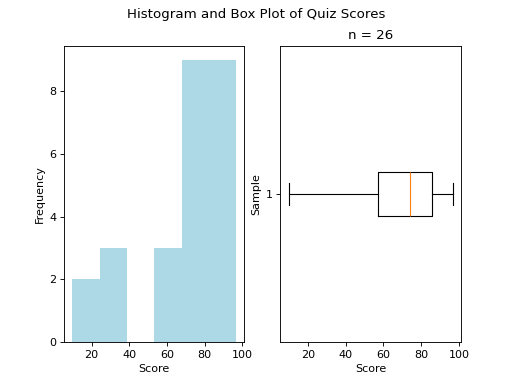 Histogram and Box Plot of Quiz Scores
n = 26
Frequency
8
6
4
2
0
20 40 60 80 100
Score
Sample
1
20 40 60 80 100
Score